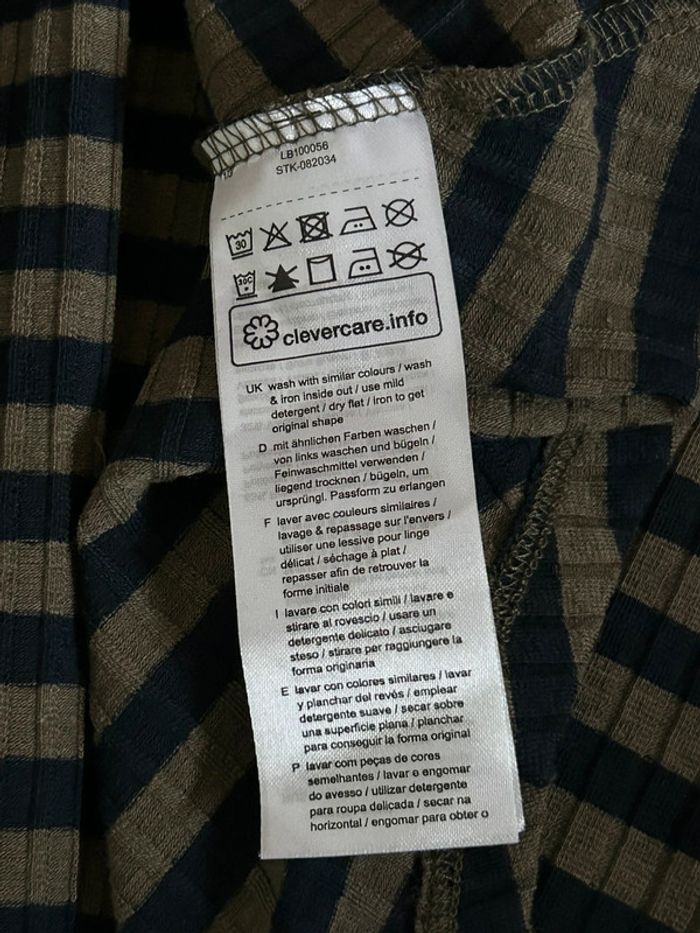 LB100056
STK-082034
30
30C
clevercare.info
UK wash with similar colours / wash
& iron inside out / use mild
detergent / dry flat / iron to get
original shape
D mit ähnlichen Farben waschen /
von links waschen und bügeln /
Feinwaschmittel verwenden /
liegend trocknen / bügeln, um
ursprüngl. Passform zu erlangen
F laver avec couleurs similaires /
lavage & repassage sur l'envers /
utiliser une lessive pour linge
délicat / séchage à plat /
repasser afin de retrouver la
forme initiale
I lavare con colori simili / lavare e
stirare al rovescio / usare un
detergente delicato / asciugare
steso / stirare per raggiungere la
forma originaria
E lavar con colores similares / lavar
y planchar del revés / emplear
detergente suave / secar sobre
una superficie plana / planchar
para conseguir la forma original
P lavar com peças de cores
semelhantes / lavar e engomar
do avesso / utilizar detergente
para roupa delicada / secar na
horizontal / engomar para obter o